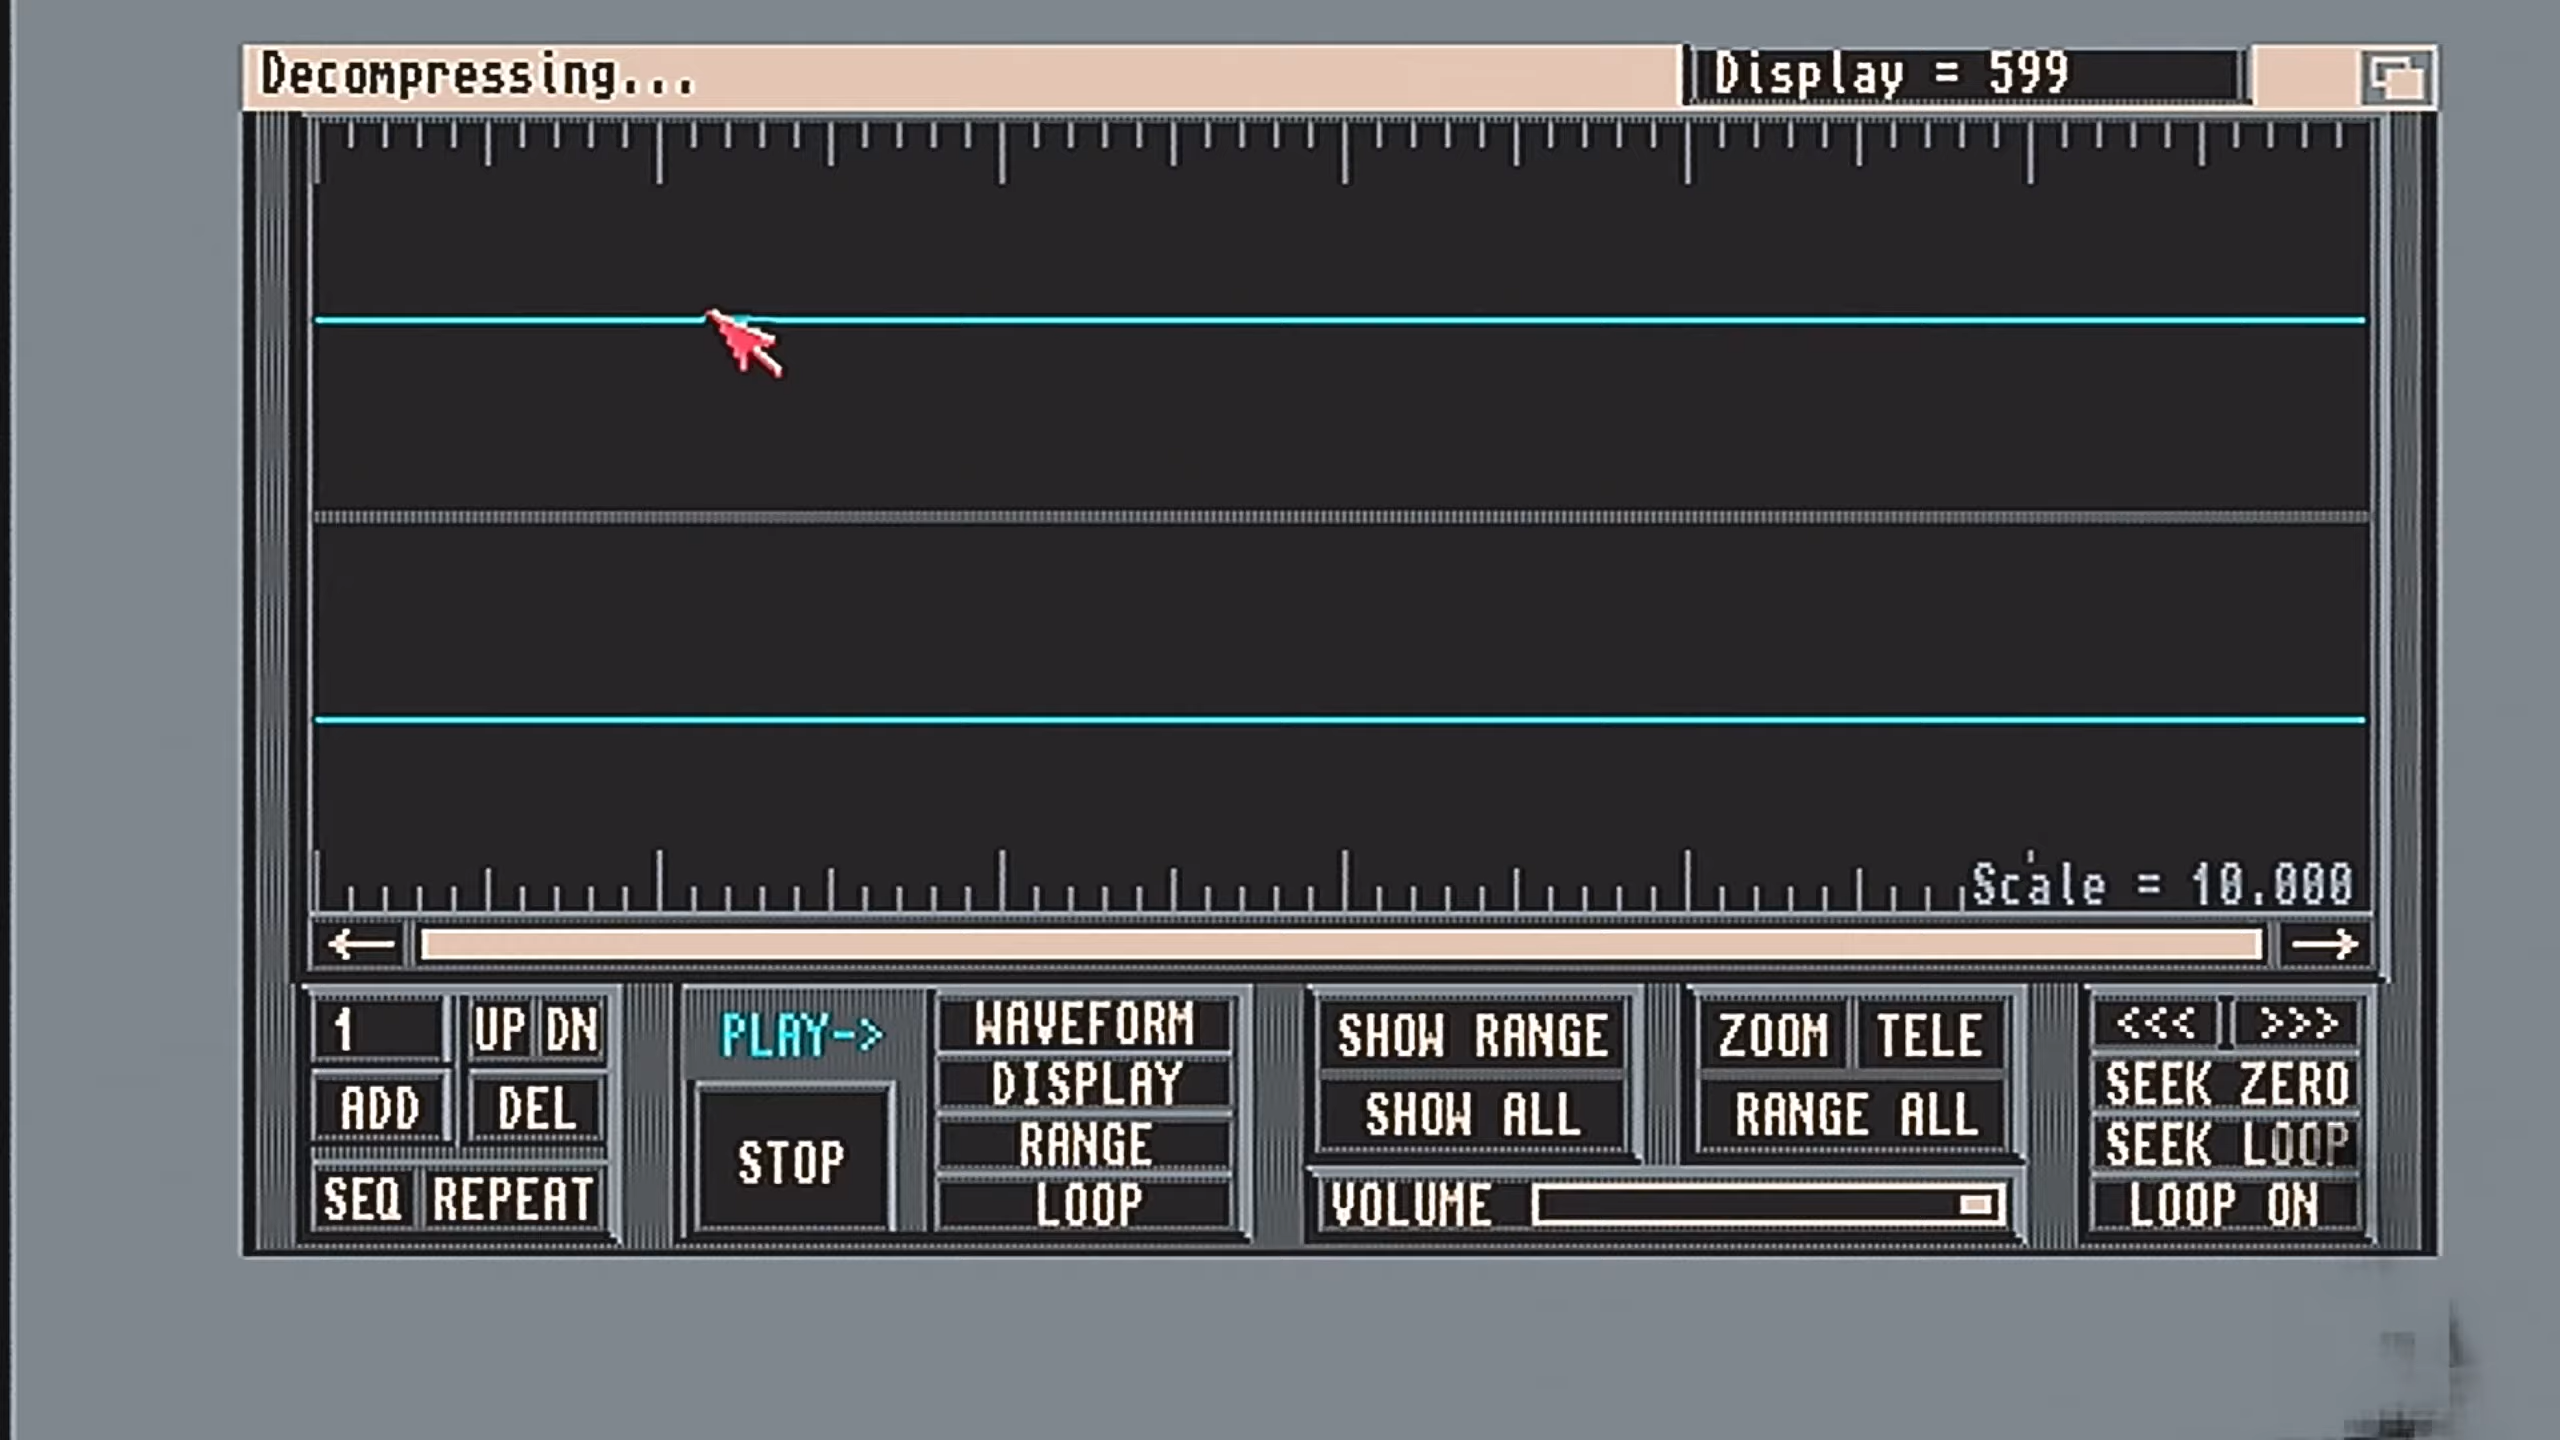 Decompressing...
Display = 599
Scale = 10.000
1 UP DN
ADD DEL
SEQ REPEAT
PLAY->
STOP
WAVEFORM
DISPLAY
RANGE
LOOP
SHOW RANGE
SHOW ALL
ZOOM TELE
RANGE ALL
VOLUME
<<< >>>
SEEK ZERO
SEEK LOOP
LOOP ON